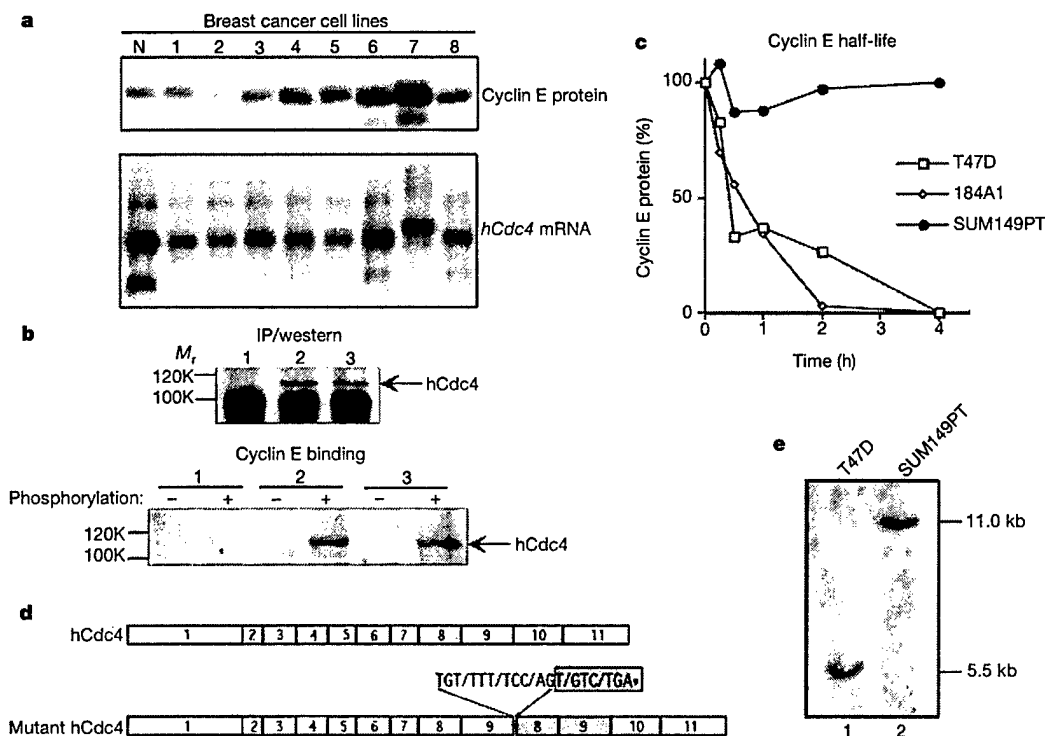 a
Breast cancer cell lines
N 1 2 3 4 5 6 7 8
Cyclin E protein
hCdc4 mRNA
b
IP/western
Mr 1 2 3
120K
100K
hCdc4
Cyclin E binding
1 2 3
Phosphorylation: – + – + – +
120K
100K
hCdc4
c
Cyclin E half-life
Cyclin E protein (%)
100
50
0
0 1 2 3 4
Time (h)
T47D
184A1
SUM149PT
d
hCdc4 1 2 3 4 5 6 7 8 9 10 11
TGT/TTT/TCC/AGT/GTC/TGA*
Mutant hCdc4 1 2 3 4 5 6 7 8 9 8 9 10 11
e
T47D SUM149PT
11.0 kb
5.5 kb
1 2